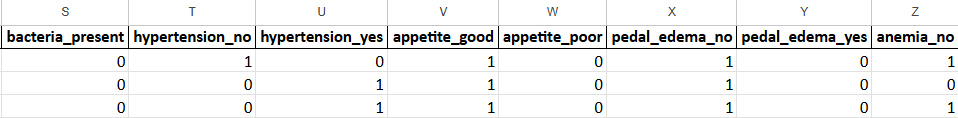 S T U V W X Y Z
bacteria_present hypertension_no hypertension_yes appetite_good appetite_poor pedal_edema_no pedal_edema_yes anemia_no
0 1 0 1 0 1 0 1
0 0 1 1 0 1 0 0
0 0 1 1 0 1 0 1